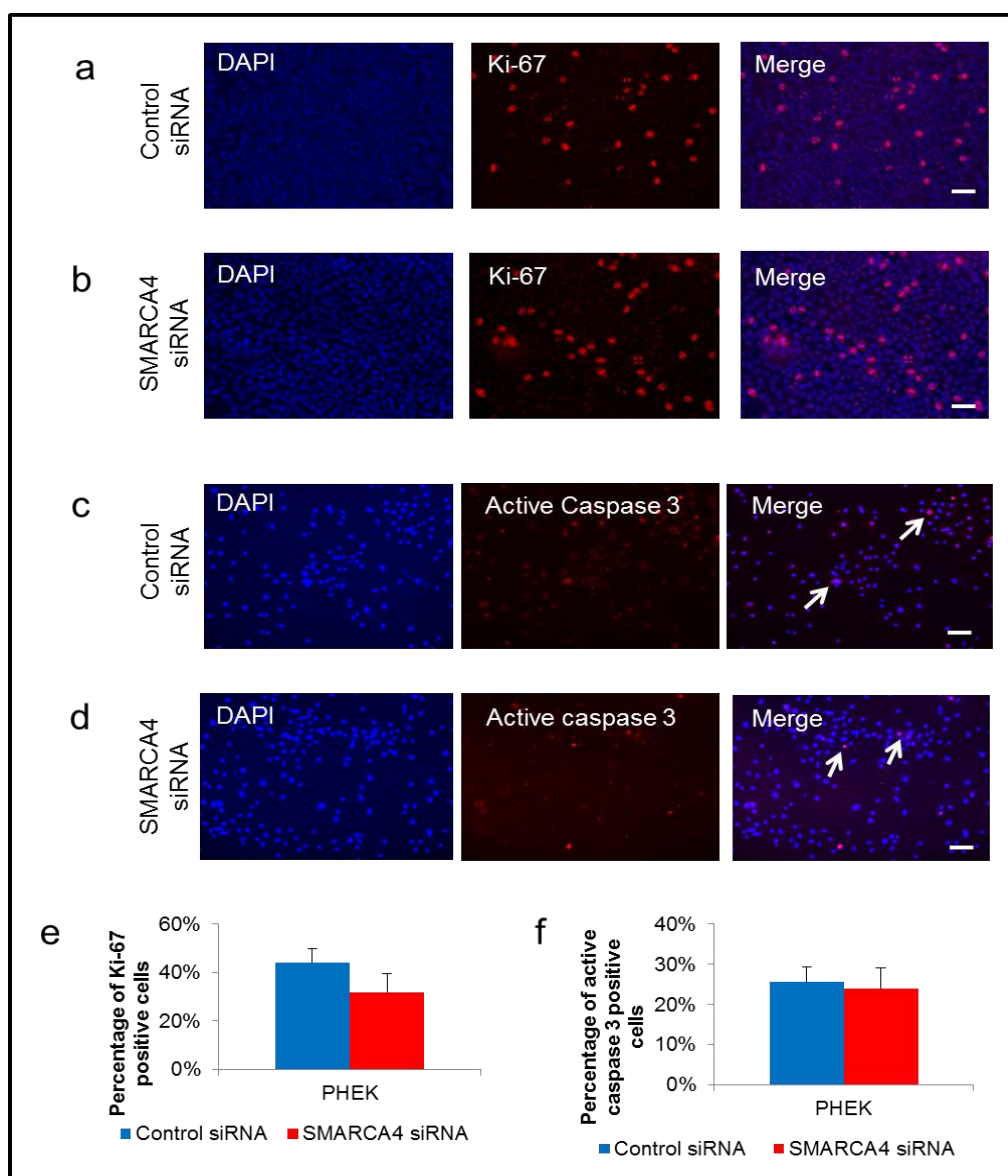 a
Control
siRNA
DAPI
Ki-67
Merge
b
SMARCA4
siRNA
DAPI
Ki-67
Merge
c
Control
siRNA
DAPI
Active Caspase 3
Merge
d
SMARCA4
siRNA
DAPI
Active caspase 3
Merge
e
Percentage of Ki-67
positive cells
60%
40%
20%
0%
PHEK
Control siRNA
SMARCA4 siRNA
f
Percentage of active
caspase 3 positive
cells
40%
30%
20%
10%
0%
PHEK
Control siRNA
SMARCA4 siRNA